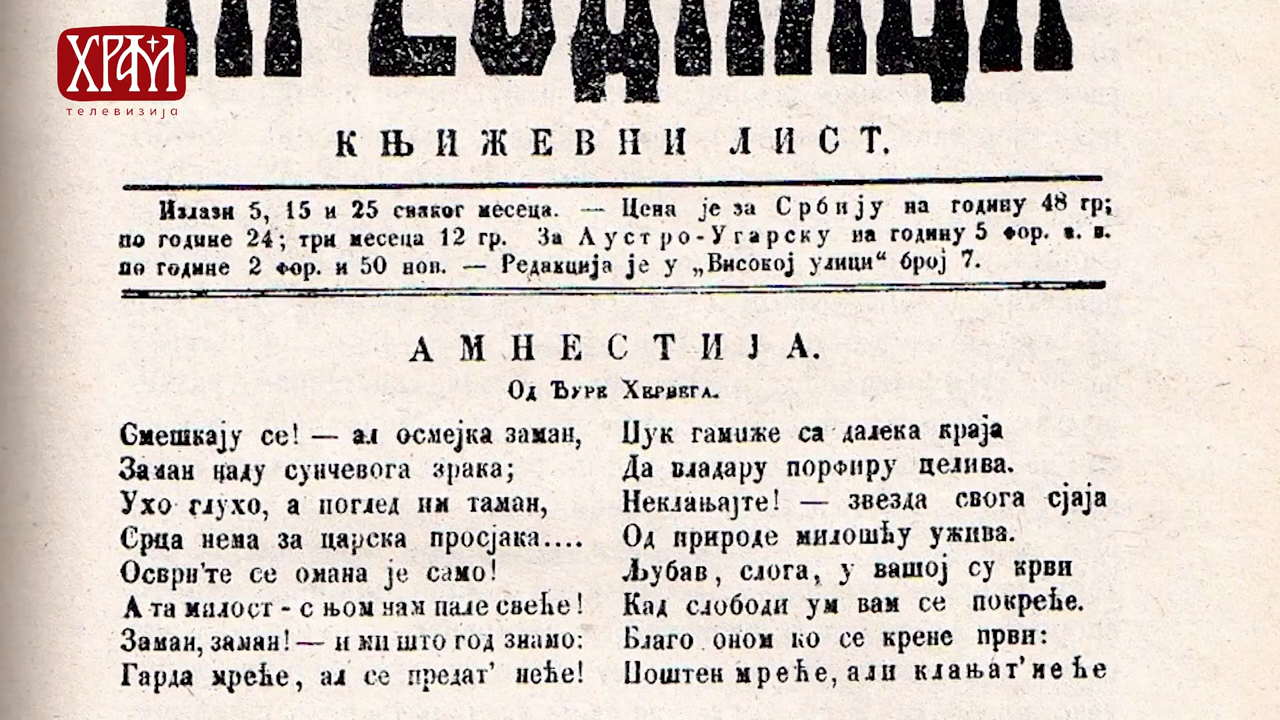 ХРАМ
телевизија
КЊИЖЕВНИ ЛИСТ.
Излази 5, 15 и 25 сваког месеца. — Цена је за Србију на годину 48 гр;
по године 24; три месеца 12 гр. За Аустро-Угарску на годину 5 фор. а. в.
по године 2 фор. и 50 нов. — Редакција је у „Високој улици“ број 7.
АМНЕСТИЈА.
Од Ђуре Хервега.
Смешкају се! — ал осмејка заман,
Заман наду сунчевога зрака;
Ухо глухо, а поглед им таман,
Срца нема за царска просјака....
Осврн'те се омана је само!
А та милост - с њом нам пале свеће!
Заман, заман! — и ми што год знамо:
Гарда мреће, ал се предат’ неће!
Пук гамиже са далека краја
Да владару порфиру целива.
Неклањајте! — звезда свога сјаја
Од природе милошћу ужива.
Љубав, слога, у вашој су крви
Кад слободи ум вам се покреће.
Благо оном ко се крене први:
Поштен мреће, али клањат’ неће